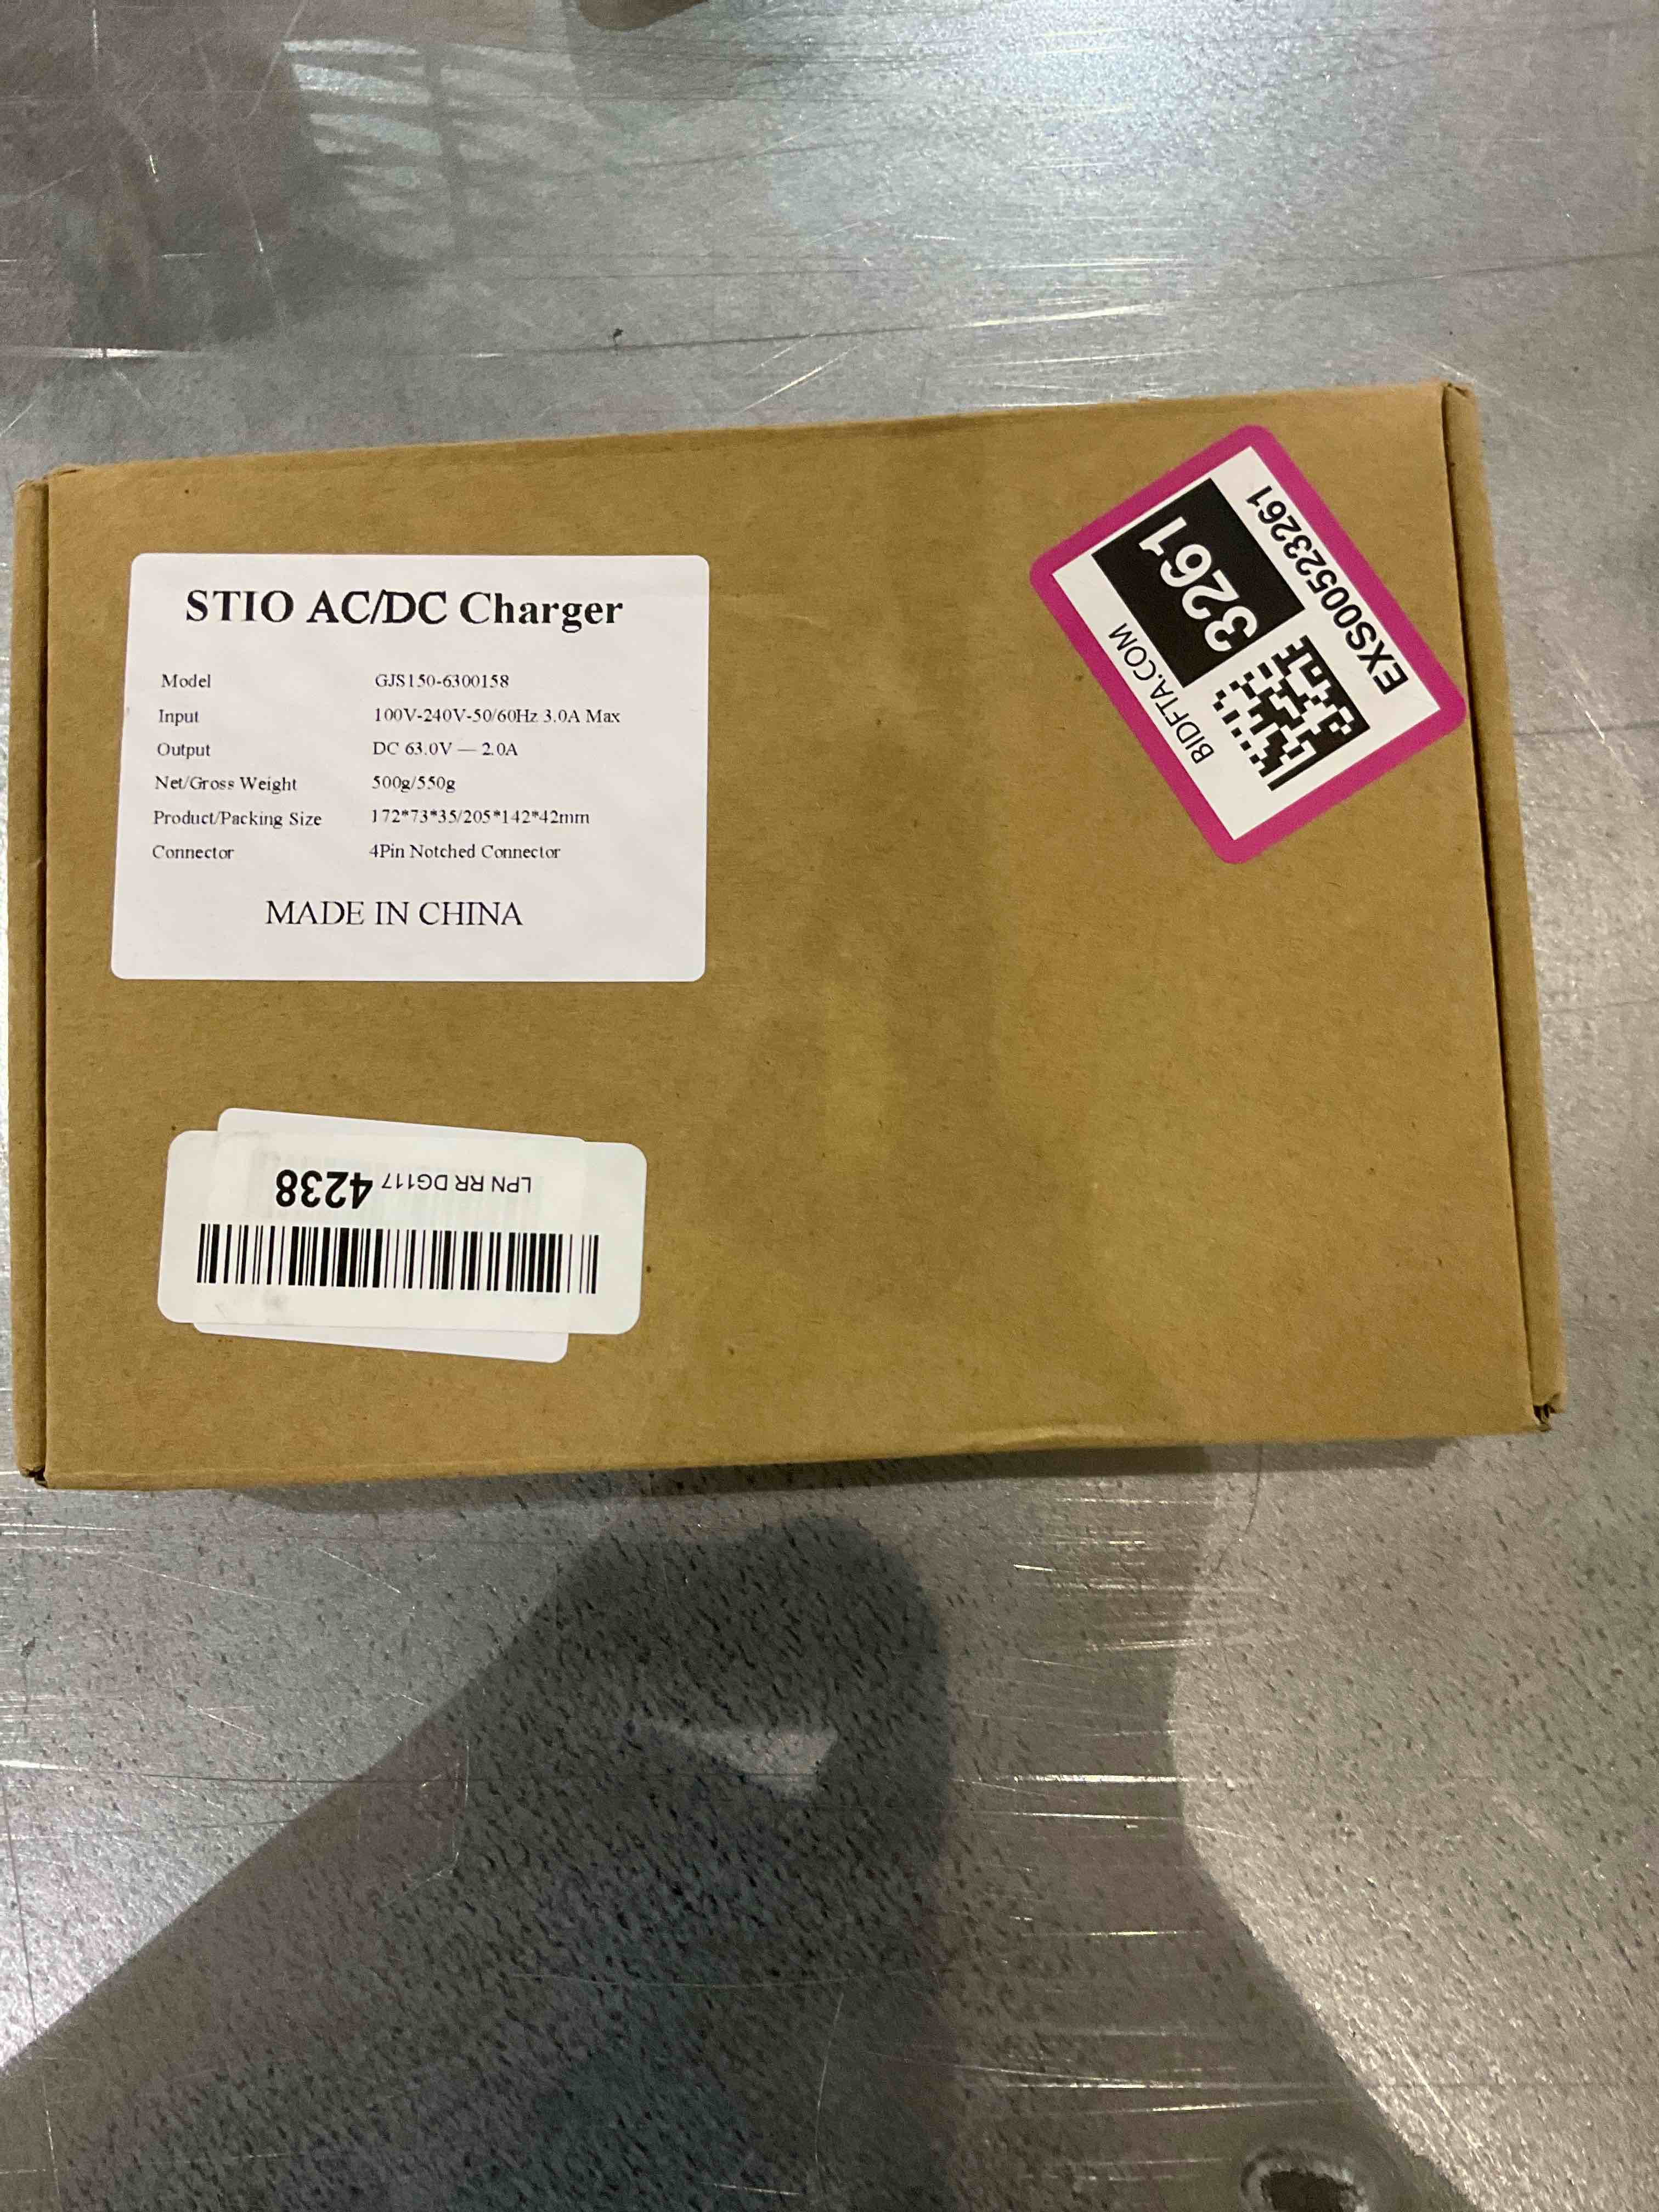 STIO AC/DC Charger
Model GJS150-6300158
Input 100V-240V-50/60Hz 3.0A Max
Output DC 63.0V — 2.0A
Net/Gross Weight 500g/550g
Product/Packing Size 172*73*35/205*142*42mm
Connector 4Pin Notched Connector
MADE IN CHINA
BIDFTA.COM
3261
EXS00523261
LPN RR DG117 4238